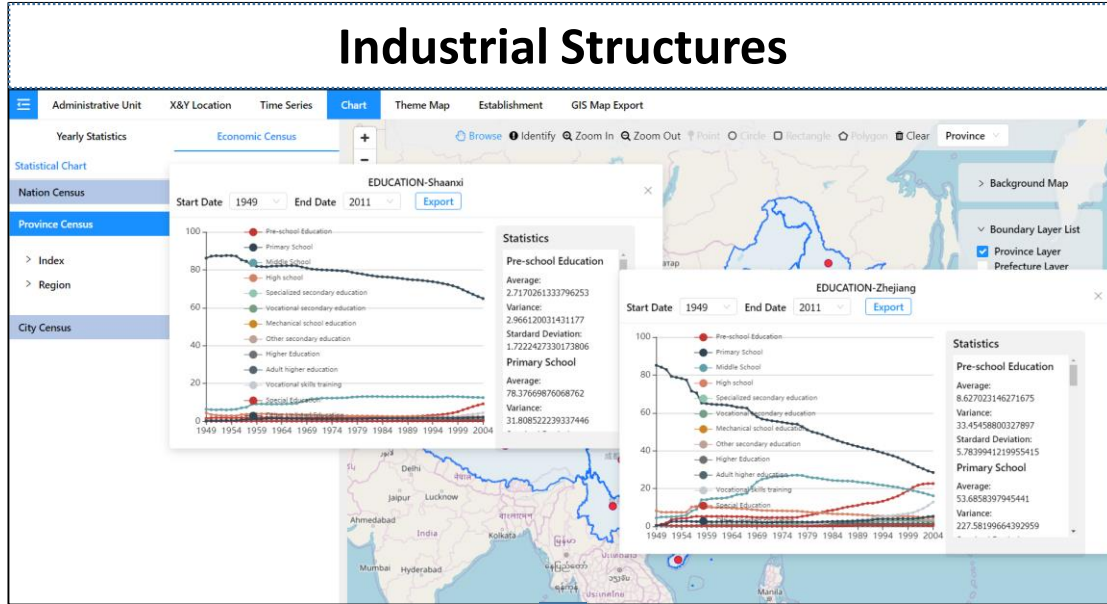 Industrial Structures
Administrative Unit X&Y Location Time Series Chart Theme Map Establishment GIS Map Export
Yearly Statistics Economic Census
+ Browse Identify Zoom In Zoom Out Point Circle Rectangle Polygon Clear Province
−
Statistical Chart
Nation Census
Province Census
> Index
> Region
City Census
> Background Map
Boundary Layer List
Province Layer
Prefecture Layer
EDUCATION-Shaanxi
Start Date 1949 End Date 2011 Export
100
80
60
40
20
0
1949 1954 1959 1964 1969 1974 1979 1984 1989 1994 1999 2004
Pre-school Education
Primary School
Middle School
High school
Specialized secondary education
Vocational secondary education
Mechanical school education
Other secondary education
Higher Education
Adult higher education
Vocational skills training
Special Education
Statistics
Pre-school Education
Average:
2.7170261333796253
Variance:
2.966120031431177
Stardard Deviation:
1.7222427330173806
Primary School
Average:
78.37669876068762
Variance:
31.808522239337446
EDUCATION-Zhejiang
Start Date 1949 End Date 2011 Export
100
80
60
40
20
0
1949 1954 1959 1964 1969 1974 1979 1984 1989 1994 1999 2004
Pre-school Education
Primary School
Middle School
High school
Specialized secondary education
Vocational secondary education
Mechanical school education
Other secondary education
Higher Education
Adult higher education
Vocational skills training
Special Education
Statistics
Pre-school Education
Average:
8.627023146271675
Variance:
33.45458800327897
Stardard Deviation:
5.7839941219955415
Primary School
Average:
53.6858397945441
Variance:
227.58199664392959
Delhi
Jaipur Lucknow
Ahmedabad
India
Kolkata
Mumbai Hyderabad
Manila